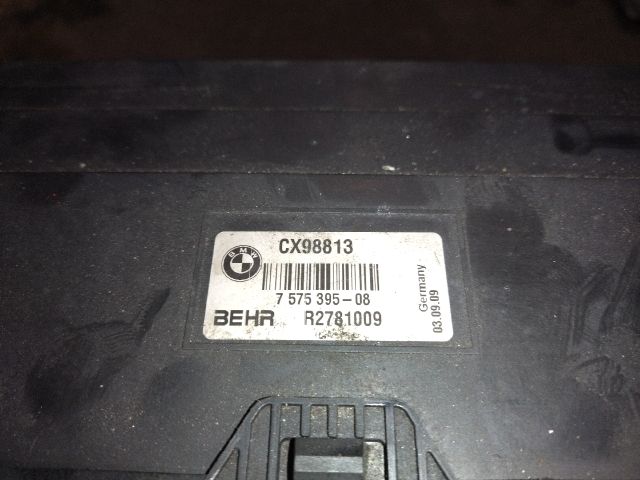 BMW
CX98813
7 575 395-08
BEHR R2781009
Germany
03.09.09